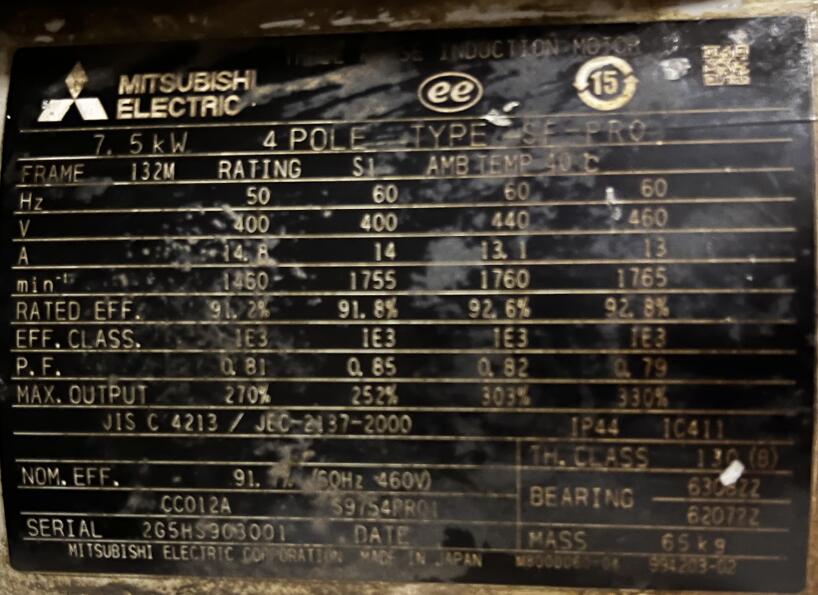 INDUCTION MOTOR
MITSUBISHI
ELECTRIC
ee
15
7.5kW 4 POLE TYPE SF-PRO
FRAME 132M RATING S1 AMB TEMP 40°C
Hz 50 60 60 60
V 400 400 440 460
A 14.8 14 13.1 13
min-1 1460 1755 1760 1765
RATED EFF. 91.2% 91.8% 92.6% 92.8%
EFF. CLASS. IE3 IE3 IE3 IE3
P.F. 0.81 0.85 0.82 0.79
MAX. OUTPUT 270% 252% 303% 330%
JIS C 4213 / JEC-2137-2000 IP44 IC411
TH. CLASS 130 (B)
NOM. EFF. (60Hz 460V)
BEARING 6308ZZ
6207ZZ
CC012A
SERIAL 2G5HS903001 DATE
MASS 65kg
MITSUBISHI ELECTRIC CORPORATION MADE IN JAPAN 994203-02